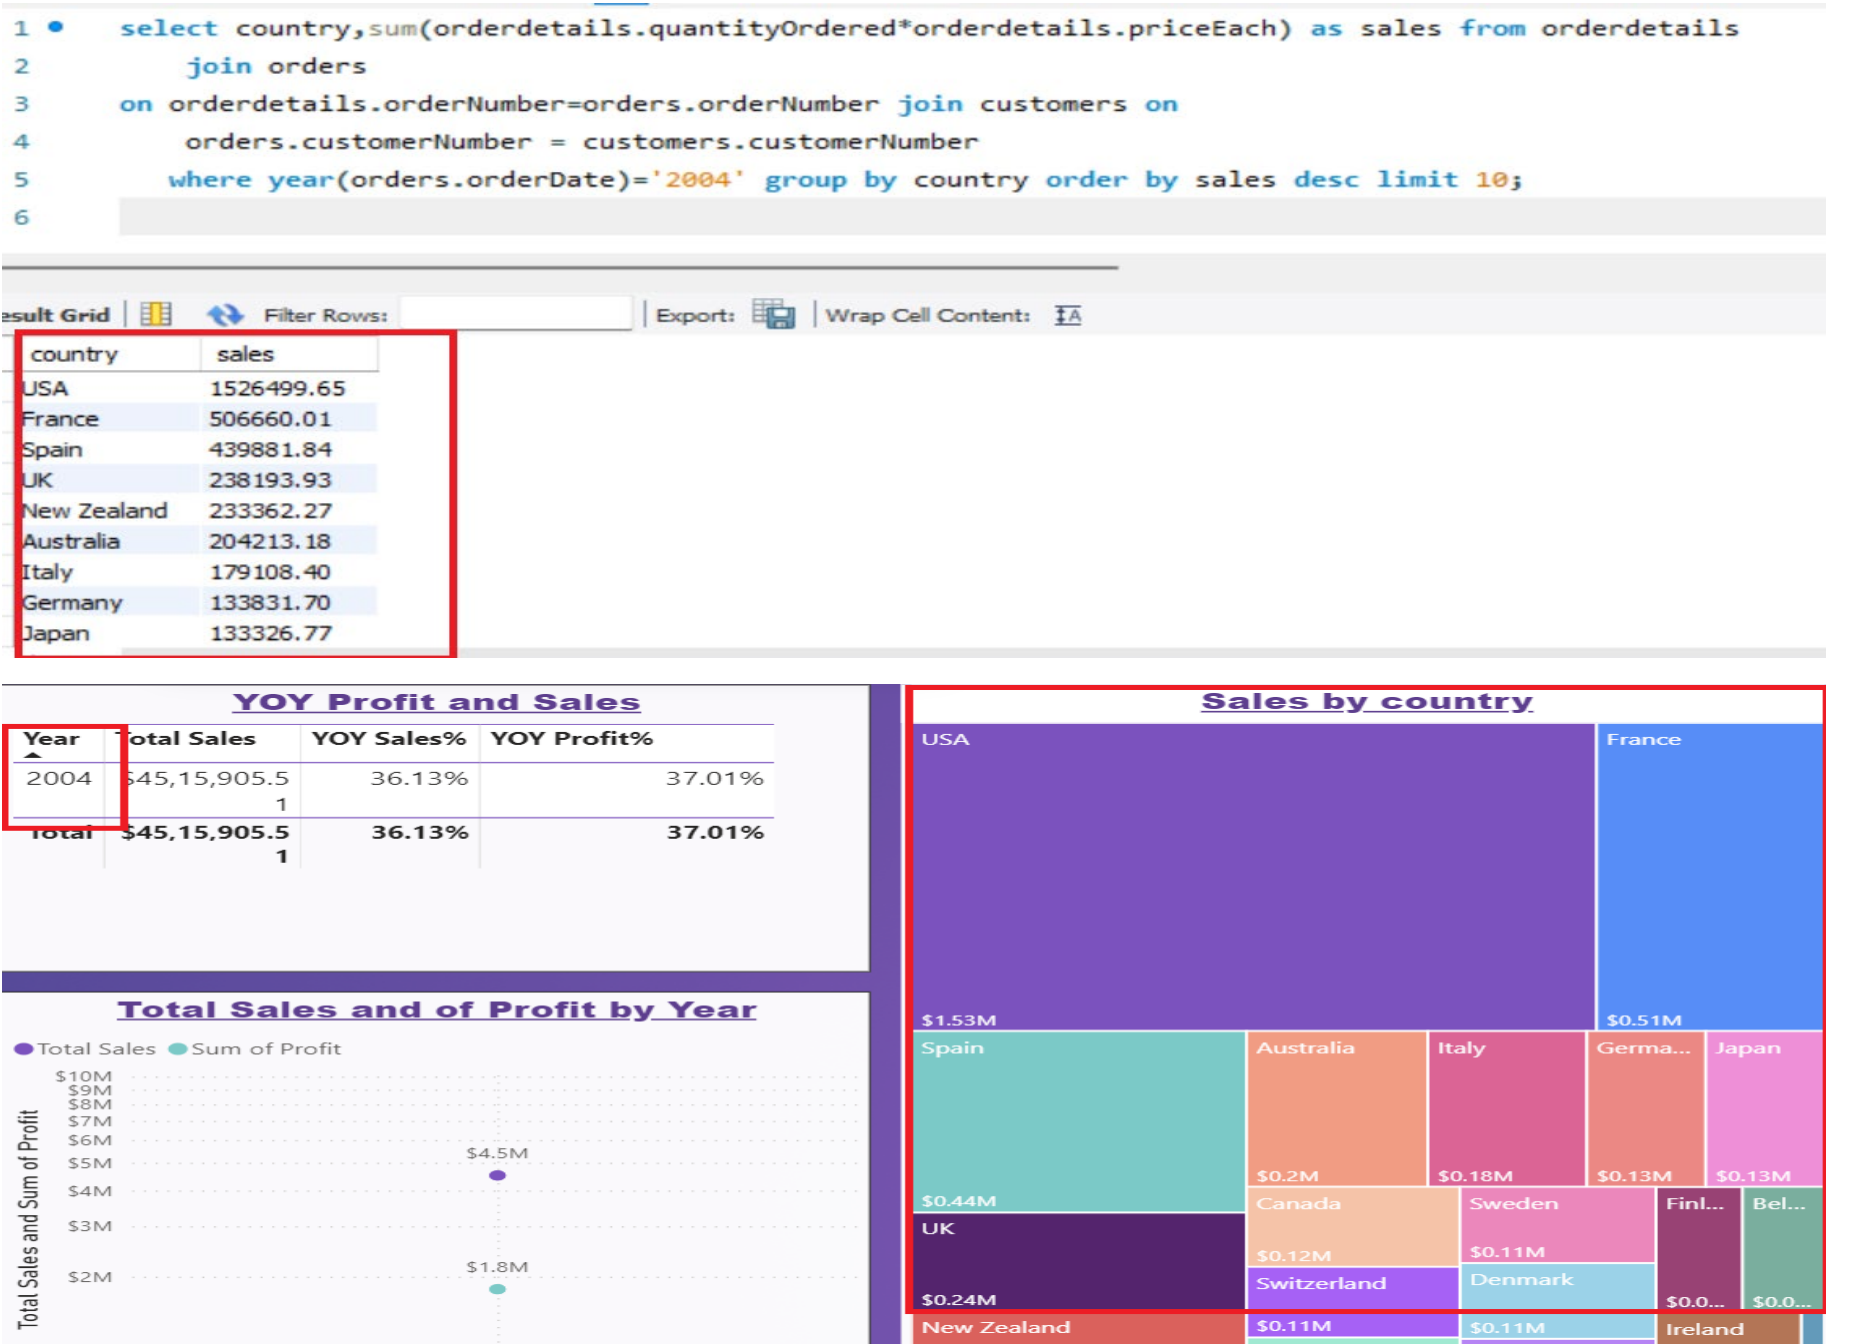 1 select country,sum(orderdetails.quantityOrdered*orderdetails.priceEach) as sales from orderdetails
2 join orders
3 on orderdetails.orderNumber=orders.orderNumber join customers on
4 orders.customerNumber = customers.customerNumber
5 where year(orders.orderDate)='2004' group by country order by sales desc limit 10;
6
esult Grid Filter Rows: Export: Wrap Cell Content:
country sales
USA 1526499.65
France 506660.01
Spain 439881.84
UK 238193.93
New Zealand 233362.27
Australia 204213.18
Italy 179108.40
Germany 133831.70
Japan 133326.77
YOY Profit and Sales
Year Total Sales YOY Sales% YOY Profit%
2004 $45,15,905.5 36.13% 37.01%
1
Total $45,15,905.5 36.13% 37.01%
1
Total Sales and of Profit by Year
Total Sales Sum of Profit
Total Sales and Sum of Profit
$10M
$9M
$8M
$7M
$6M
$5M
$4M
$3M
$2M
$4.5M
$1.8M
Sales by country
USA
$1.53M
France
$0.51M
Spain
$0.44M
UK
$0.24M
New Zealand
Australia
$0.2M
Italy
$0.18M
Germa...
$0.13M
Japan
$0.13M
Canada
$0.12M
Switzerland
$0.11M
Sweden
$0.11M
Denmark
$0.11M
Finl...
$0.0...
Bel...
$0.0...
Ireland